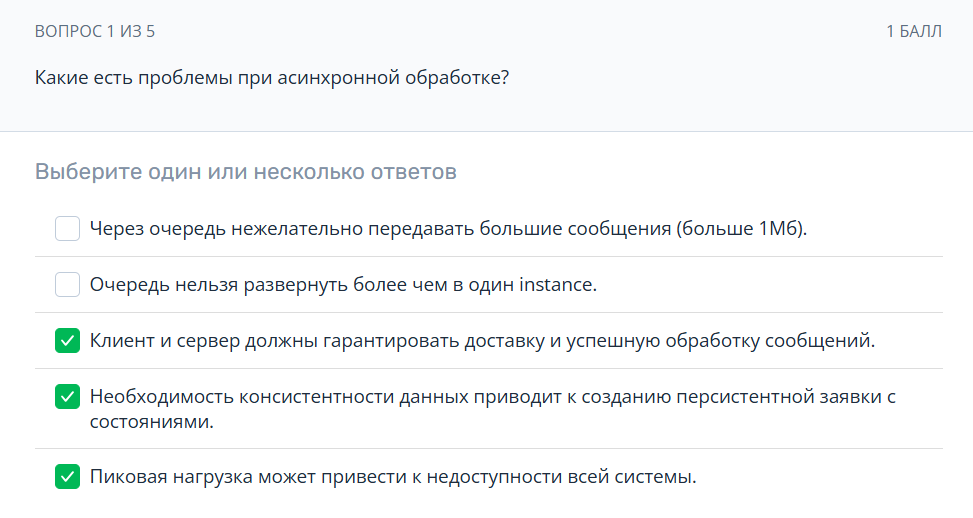 ВОПРОС 1 ИЗ 5
1 БАЛЛ
Какие есть проблемы при асинхронной обработке?
Выберите один или несколько ответов
Через очередь нежелательно передавать большие сообщения (больше 1Мб).
Очередь нельзя развернуть более чем в один instance.
Клиент и сервер должны гарантировать доставку и успешную обработку сообщений.
Необходимость консистентности данных приводит к созданию персистентной заявки с
состояниями.
Пиковая нагрузка может привести к недоступности всей системы.